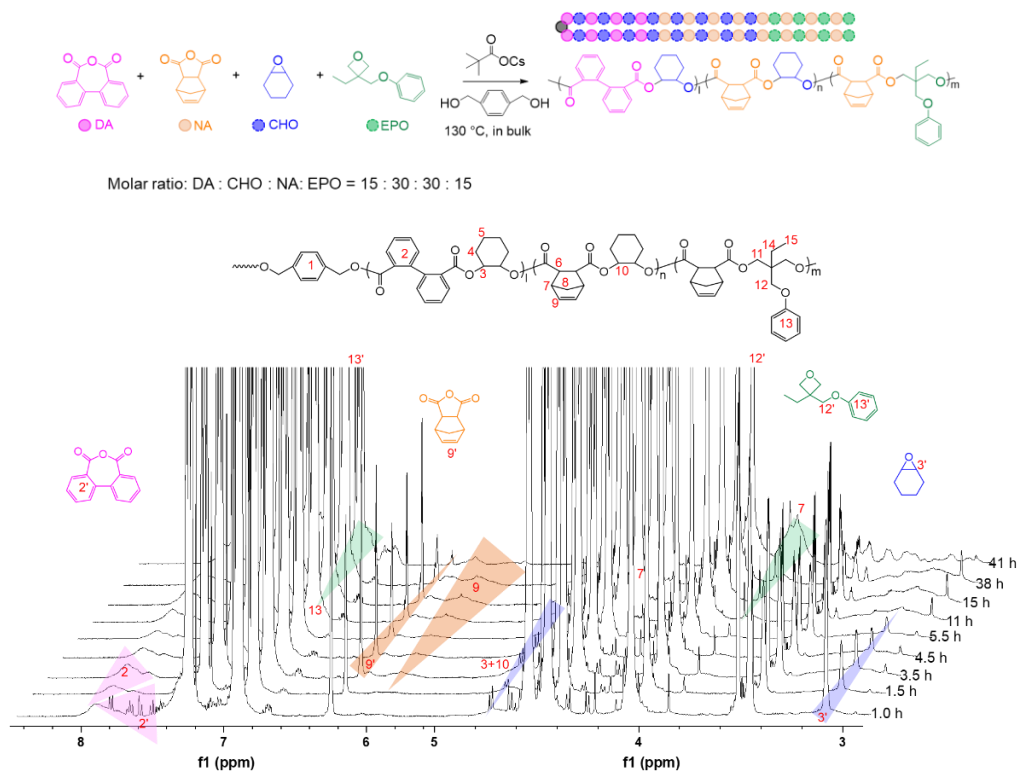 O O O
O O O
O
O
O
OCs
O
+ + +
HO OH
130 °C, in bulk
DA NA CHO EPO
O O O O O O O O O O O O
l n m
Molar ratio: DA : CHO : NA: EPO = 15 : 30 : 30 : 15
1 2 3 4 5 6 7 8 9 10 11 12 13 14 15
O O O O O O O O O O O O O
l n m
13'
12'
O O O
9'
O O O
2'
O
O
12'
13'
O
3'
7
7
13
9
9'
3+10
2
2'
3'
41 h
38 h
15 h
11 h
5.5 h
4.5 h
3.5 h
1.5 h
1.0 h
8 7 6 5 4 3
f1 (ppm) f1 (ppm)